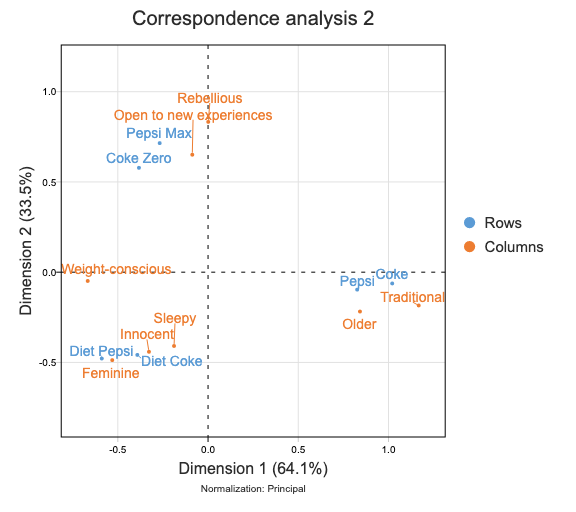 Correspondence analysis 2
Rebellious
Open to new experiences
Pepsi Max
Coke Zero
Weight-conscious
Pepsi
Coke
Traditional
Older
Sleepy
Innocent
Diet Pepsi
Diet Coke
Feminine
1.0
0.5
0.0
-0.5
Dimension 2 (33.5%)
-0.5
0.0
0.5
1.0
Dimension 1 (64.1%)
Normalization: Principal
Rows
Columns